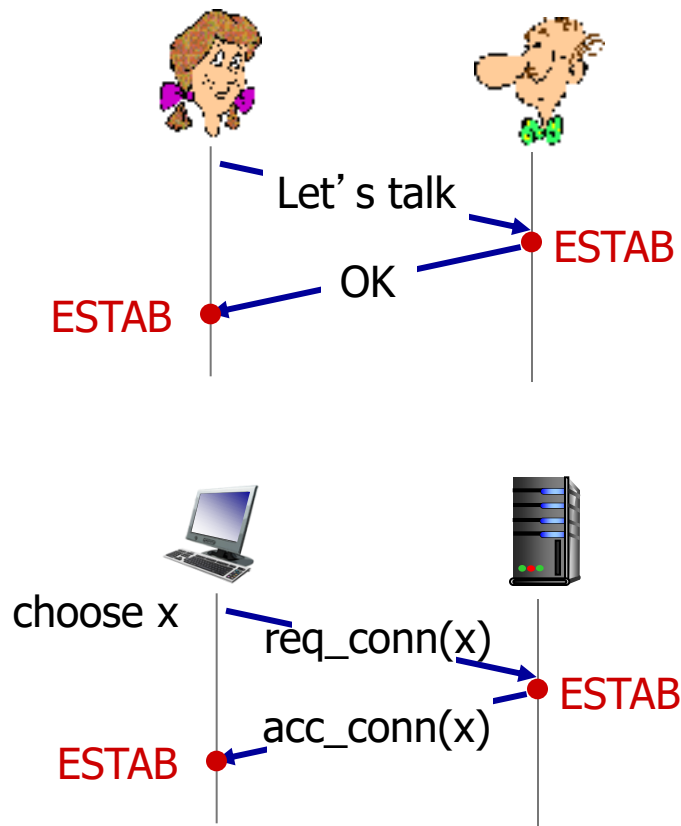 Let’s talk
ESTAB
OK
ESTAB
choose x
req_conn(x)
ESTAB
acc_conn(x)
ESTAB